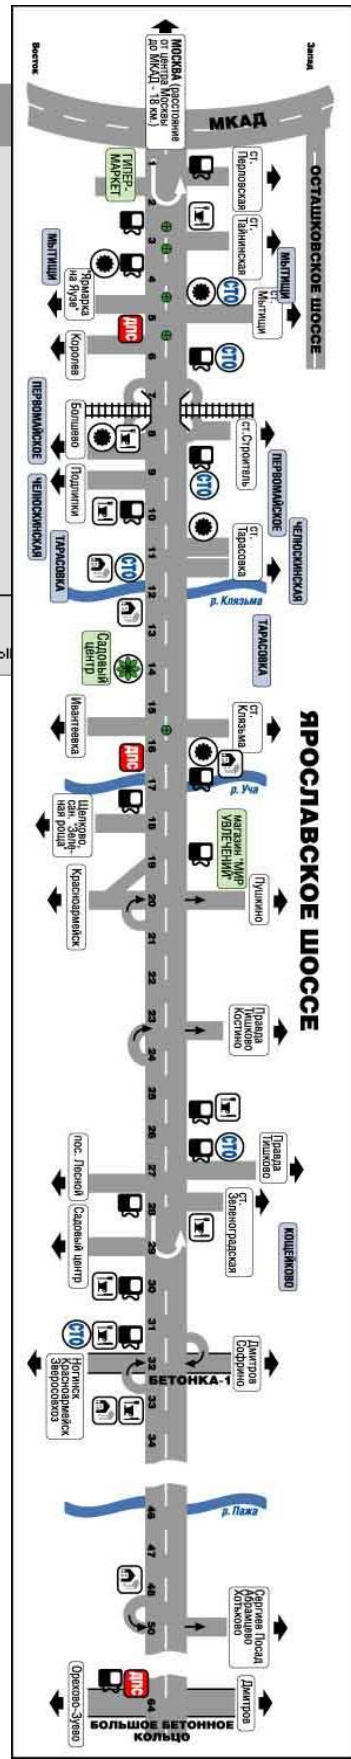 Восток
Запад
МОСКВА (расстояние
от центра Москвы
до МКАД - 18 км.)
МКАД
ОСТАШКОВСКОЕ ШОССЕ
ЯРОСЛАВСКОЕ ШОССЕ
1
2
3
4
5
6
7
8
9
10
11
12
13
14
15
16
17
18
19
20
21
22
23
24
25
26
27
28
29
30
31
32
33
34
46
47
48
50
64
ст.
Перловская
ст.
Тайнинская
МЫТИЩИ
ст.
Мытищи
СТО
СТО
ст.Строитель
СТО
ПЕРВОМАЙСКОЕ
ЧЕЛЮСКИНСКАЯ
ст.
Тарасовка
р. Клязьма
ТАРАСОВКА
ст.
Клязьма
р. Уча
магазин "МИР
УВЛЕЧЕНИЙ"
Пушкино
Правда
Тишково
Костино
СТО
Правда
Тишково
ст.
Зеленоградская
КОЩЕЙКОВО
Дмитров
Софрино
БЕТОНКА-1
р. Пажа
Сергиев Посад
Абрамцево
Хотьково
Дмитров
БОЛЬШОЕ БЕТОННОЕ
КОЛЬЦО
ГИПЕР-
МАРКЕТ
МЫТИЩИ
"Ярмарка
на Яузе"
ДПС
Королев
ПЕРВОМАЙСКОЕ
Болшево
Подлипки
ЧЕЛЮСКИНСКАЯ
ТАРАСОВКА
СТО
Садовый
центр
Ивантеевка
ДПС
Щелково,
сан. "Зеле-
ная роща"
Красноармейск
пос. Лесной
Садовый центр
СТО
Ногинск
Красноармейск
Зверосовхоз
ДПС
Орехово-Зуево